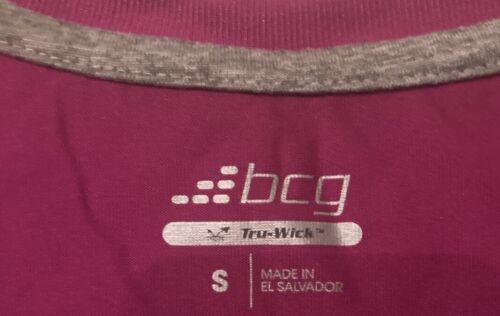 bcg
Tru-Wick™
S
MADE IN
EL SALVADOR